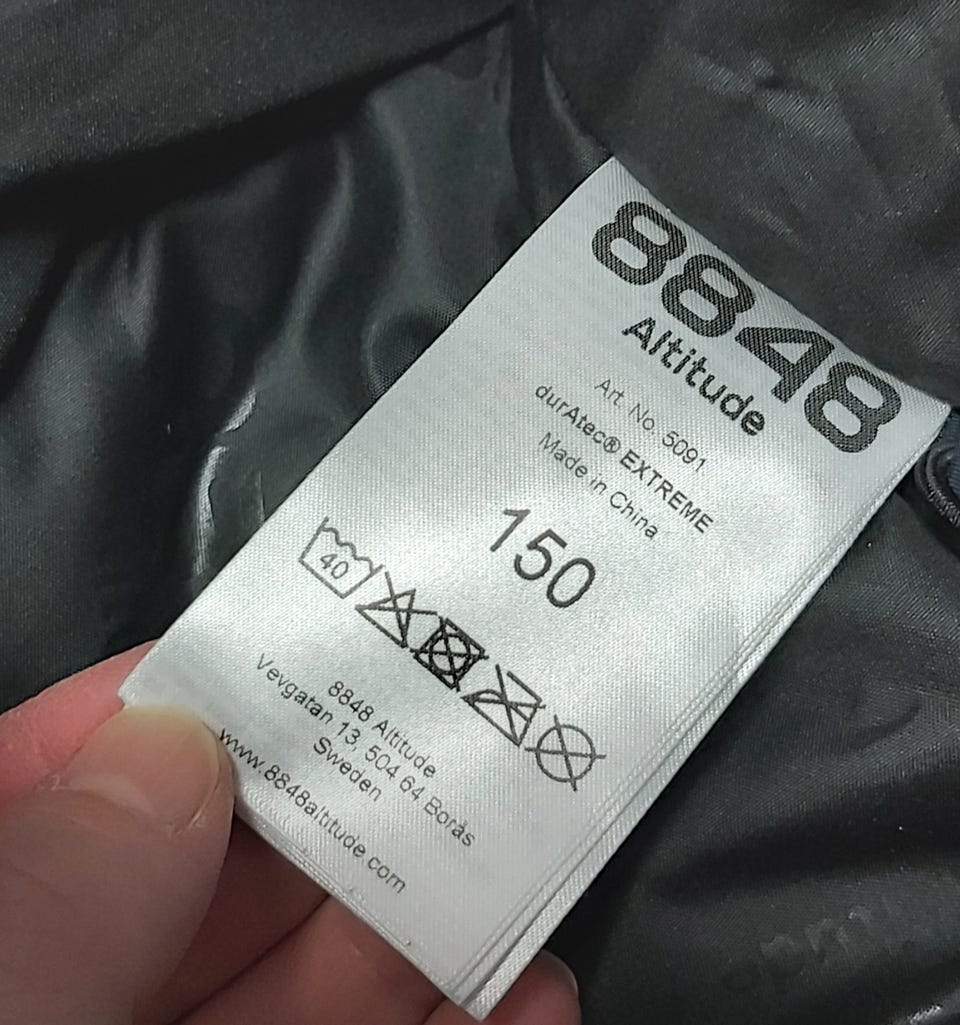 8848
Altitude
Art. No. 5091
durAtec® EXTREME
Made in China
150
40
8848 Altitude
Vevgatan 13, 504 64 Borås
Sweden
www.8848altitude.com